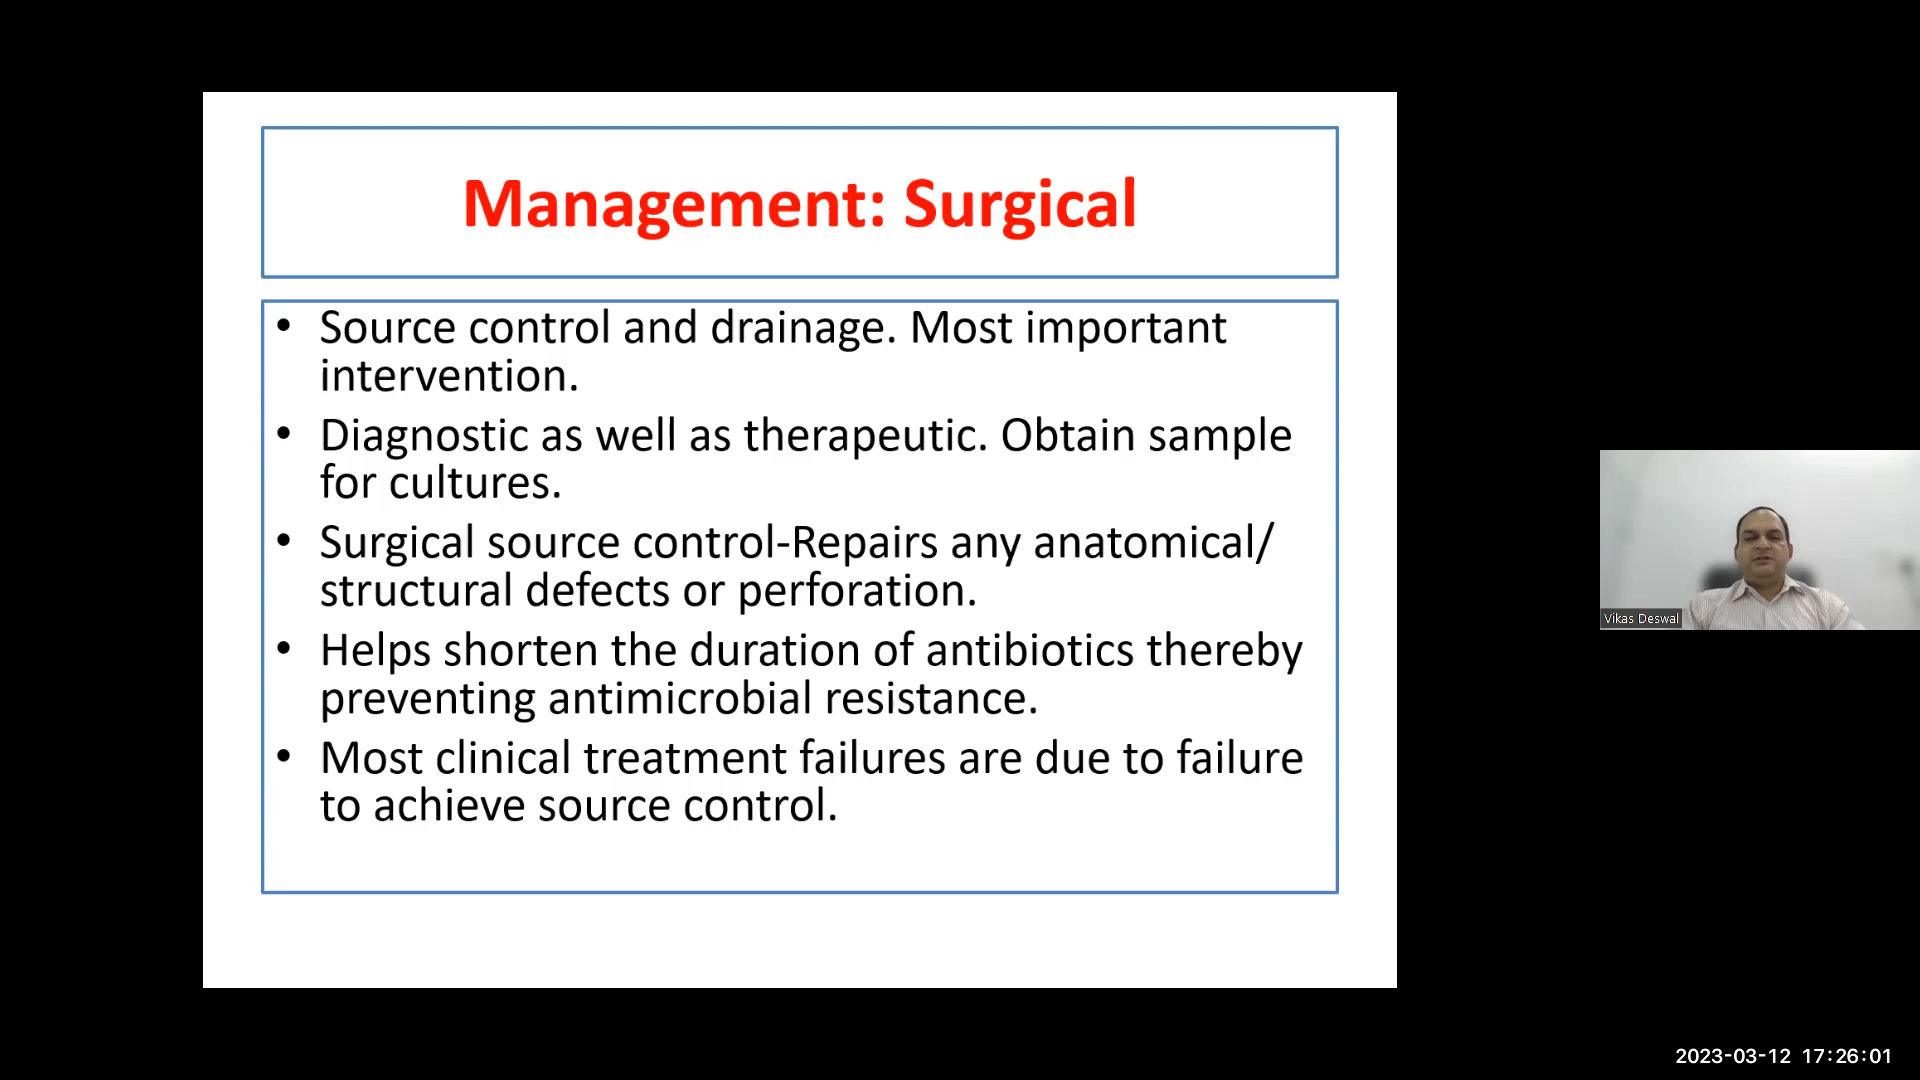 Management: Surgical
• Source control and drainage. Most important
intervention.
• Diagnostic as well as therapeutic. Obtain sample
for cultures.
• Surgical source control-Repairs any anatomical/
structural defects or perforation.
• Helps shorten the duration of antibiotics thereby
preventing antimicrobial resistance.
• Most clinical treatment failures are due to failure
to achieve source control.
Vikas Deswal
2023-03-12 17:26:01